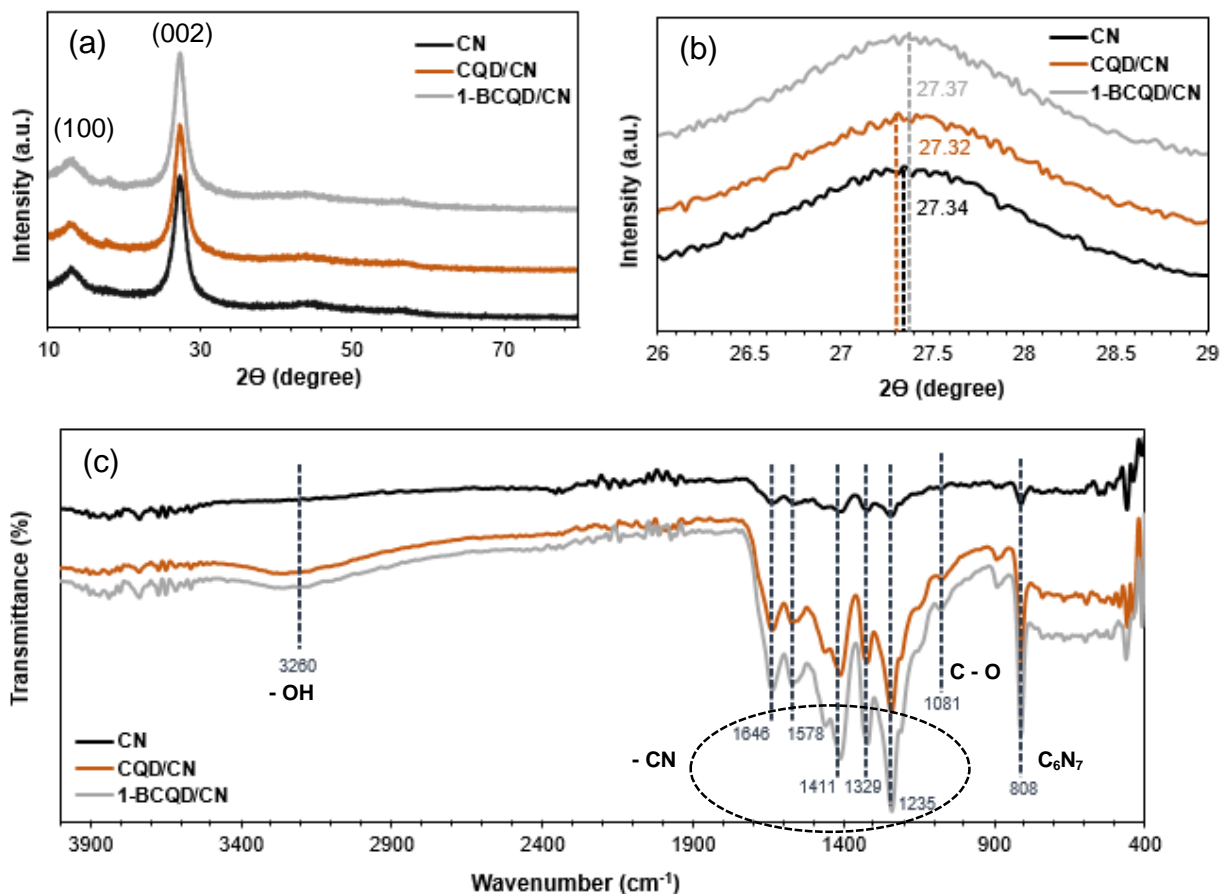 (a)
(002)
(100)
CN
CQD/CN
1-BCQD/CN
Intensity (a.u.)
10
30
50
70
2Θ (degree)
(b)
CN
CQD/CN
1-BCQD/CN
27.37
27.32
27.34
Intensity (a.u.)
26
26.5
27
27.5
28
28.5
29
2Θ (degree)
(c)
Transmittance (%)
3260
- OH
C - O
1081
1646
1578
- CN
1411
1329
1235
C₆N₇
808
CN
CQD/CN
1-BCQD/CN
3900
3400
2900
2400
1900
1400
900
400
Wavenumber (cm⁻¹)